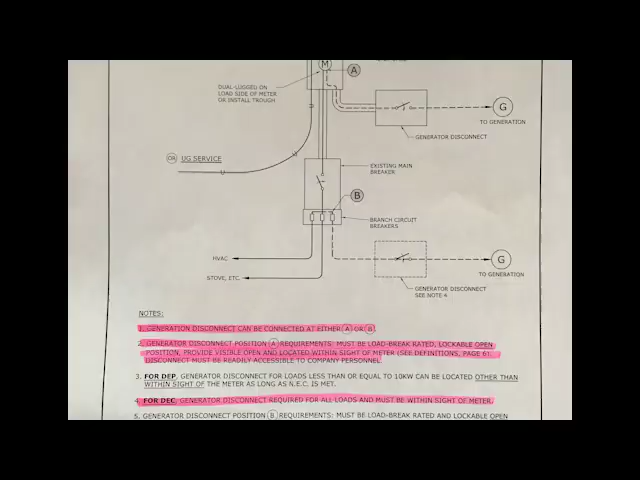 M
A
DUAL-LUGGED ON
LOAD SIDE OF METER
OR INSTALL TROUGH
G
TO GENERATION
GENERATOR DISCONNECT
OR UG SERVICE
U
U
EXISTING MAIN
BREAKER
B
BRANCH CIRCUIT
BREAKERS
HVAC
G
STOVE, ETC.
TO GENERATION
GENERATOR DISCONNECT
SEE NOTE 4
NOTES:
1. GENERATION DISCONNECT CAN BE CONNECTED AT EITHER A OR B.
2. GENERATOR DISCONNECT POSITION A REQUIREMENTS: MUST BE LOAD-BREAK RATED, LOCKABLE OPEN
POSITION, PROVIDE VISIBLE OPEN AND LOCATED WITHIN SIGHT OF METER (SEE DEFINITIONS, PAGE 6).
DISCONNECT MUST BE READILY ACCESSIBLE TO COMPANY PERSONNEL.
3. FOR DEP, GENERATOR DISCONNECT FOR LOADS LESS THAN OR EQUAL TO 10KW CAN BE LOCATED OTHER THAN
WITHIN SIGHT OF THE METER AS LONG AS N.E.C. IS MET.
4. FOR DEC, GENERATOR DISCONNECT REQUIRED FOR ALL LOADS AND MUST BE WITHIN SIGHT OF METER.
5. GENERATOR DISCONNECT POSITION B REQUIREMENTS: MUST BE LOAD-BREAK RATED AND LOCKABLE OPEN